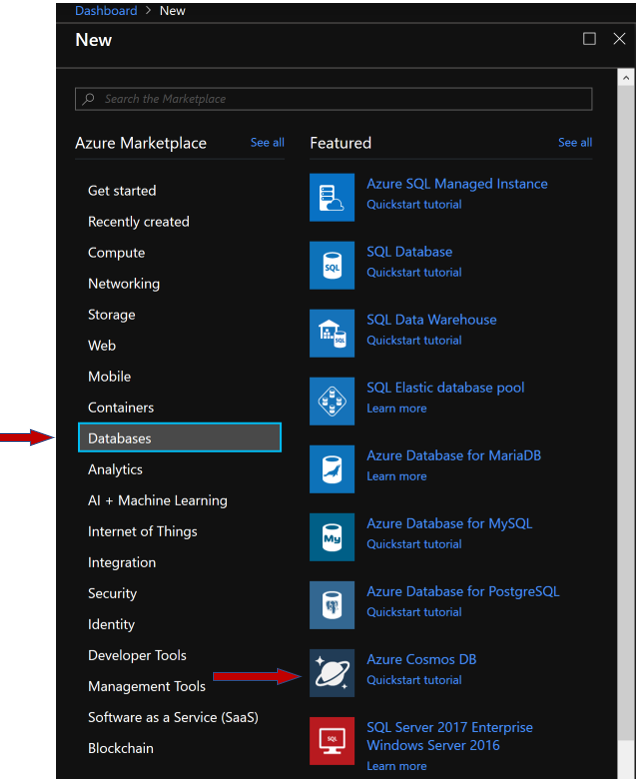 Dashboard > New
New
Search the Marketplace
Azure Marketplace See all
Get started
Recently created
Compute
Networking
Storage
Web
Mobile
Containers
Databases
Analytics
AI + Machine Learning
Internet of Things
Integration
Security
Identity
Developer Tools
Management Tools
Software as a Service (SaaS)
Blockchain
Featured See all
Azure SQL Managed Instance
Quickstart tutorial
SQL
SQL Database
Quickstart tutorial
SQL
SQL Data Warehouse
Quickstart tutorial
SQL Elastic database pool
Learn more
Azure Database for MariaDB
Learn more
My
Azure Database for MySQL
Quickstart tutorial
Azure Database for PostgreSQL
Quickstart tutorial
Azure Cosmos DB
Quickstart tutorial
SQL
SQL Server 2017 Enterprise
Windows Server 2016
Learn more